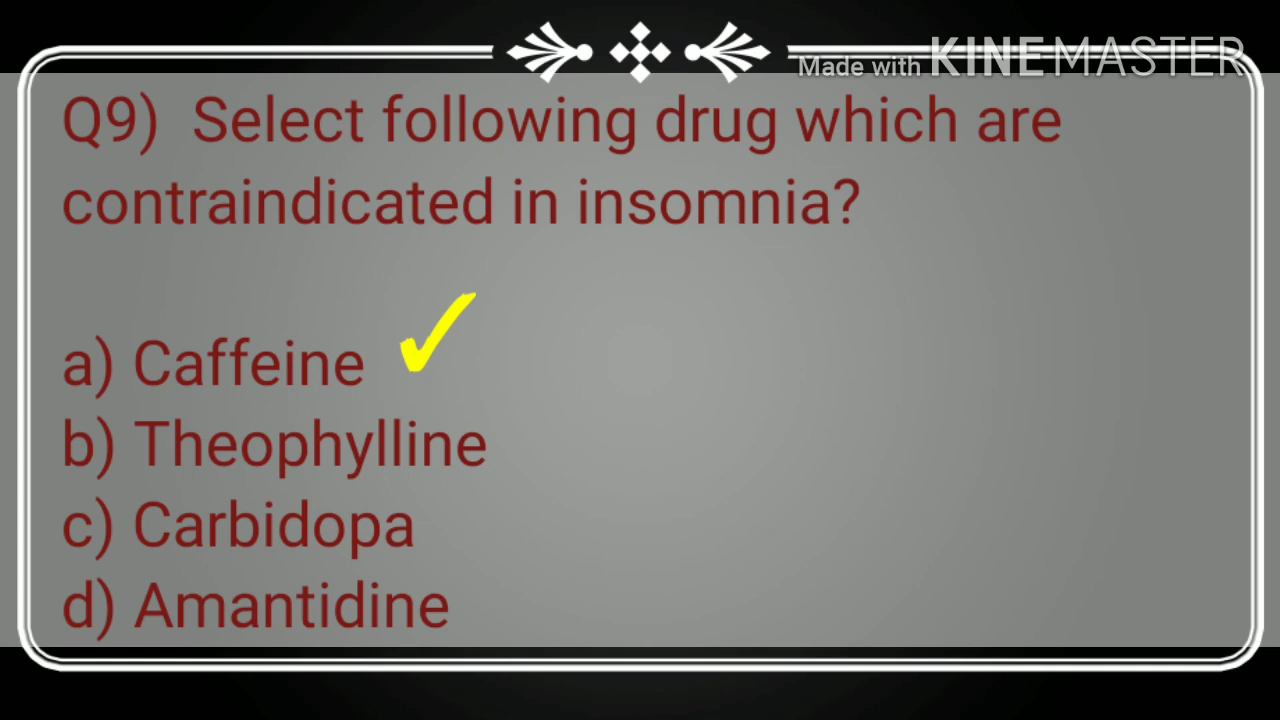 Made with KINEMASTER
Q9) Select following drug which are
contraindicated in insomnia?
a) Caffeine
b) Theophylline
c) Carbidopa
d) Amantidine